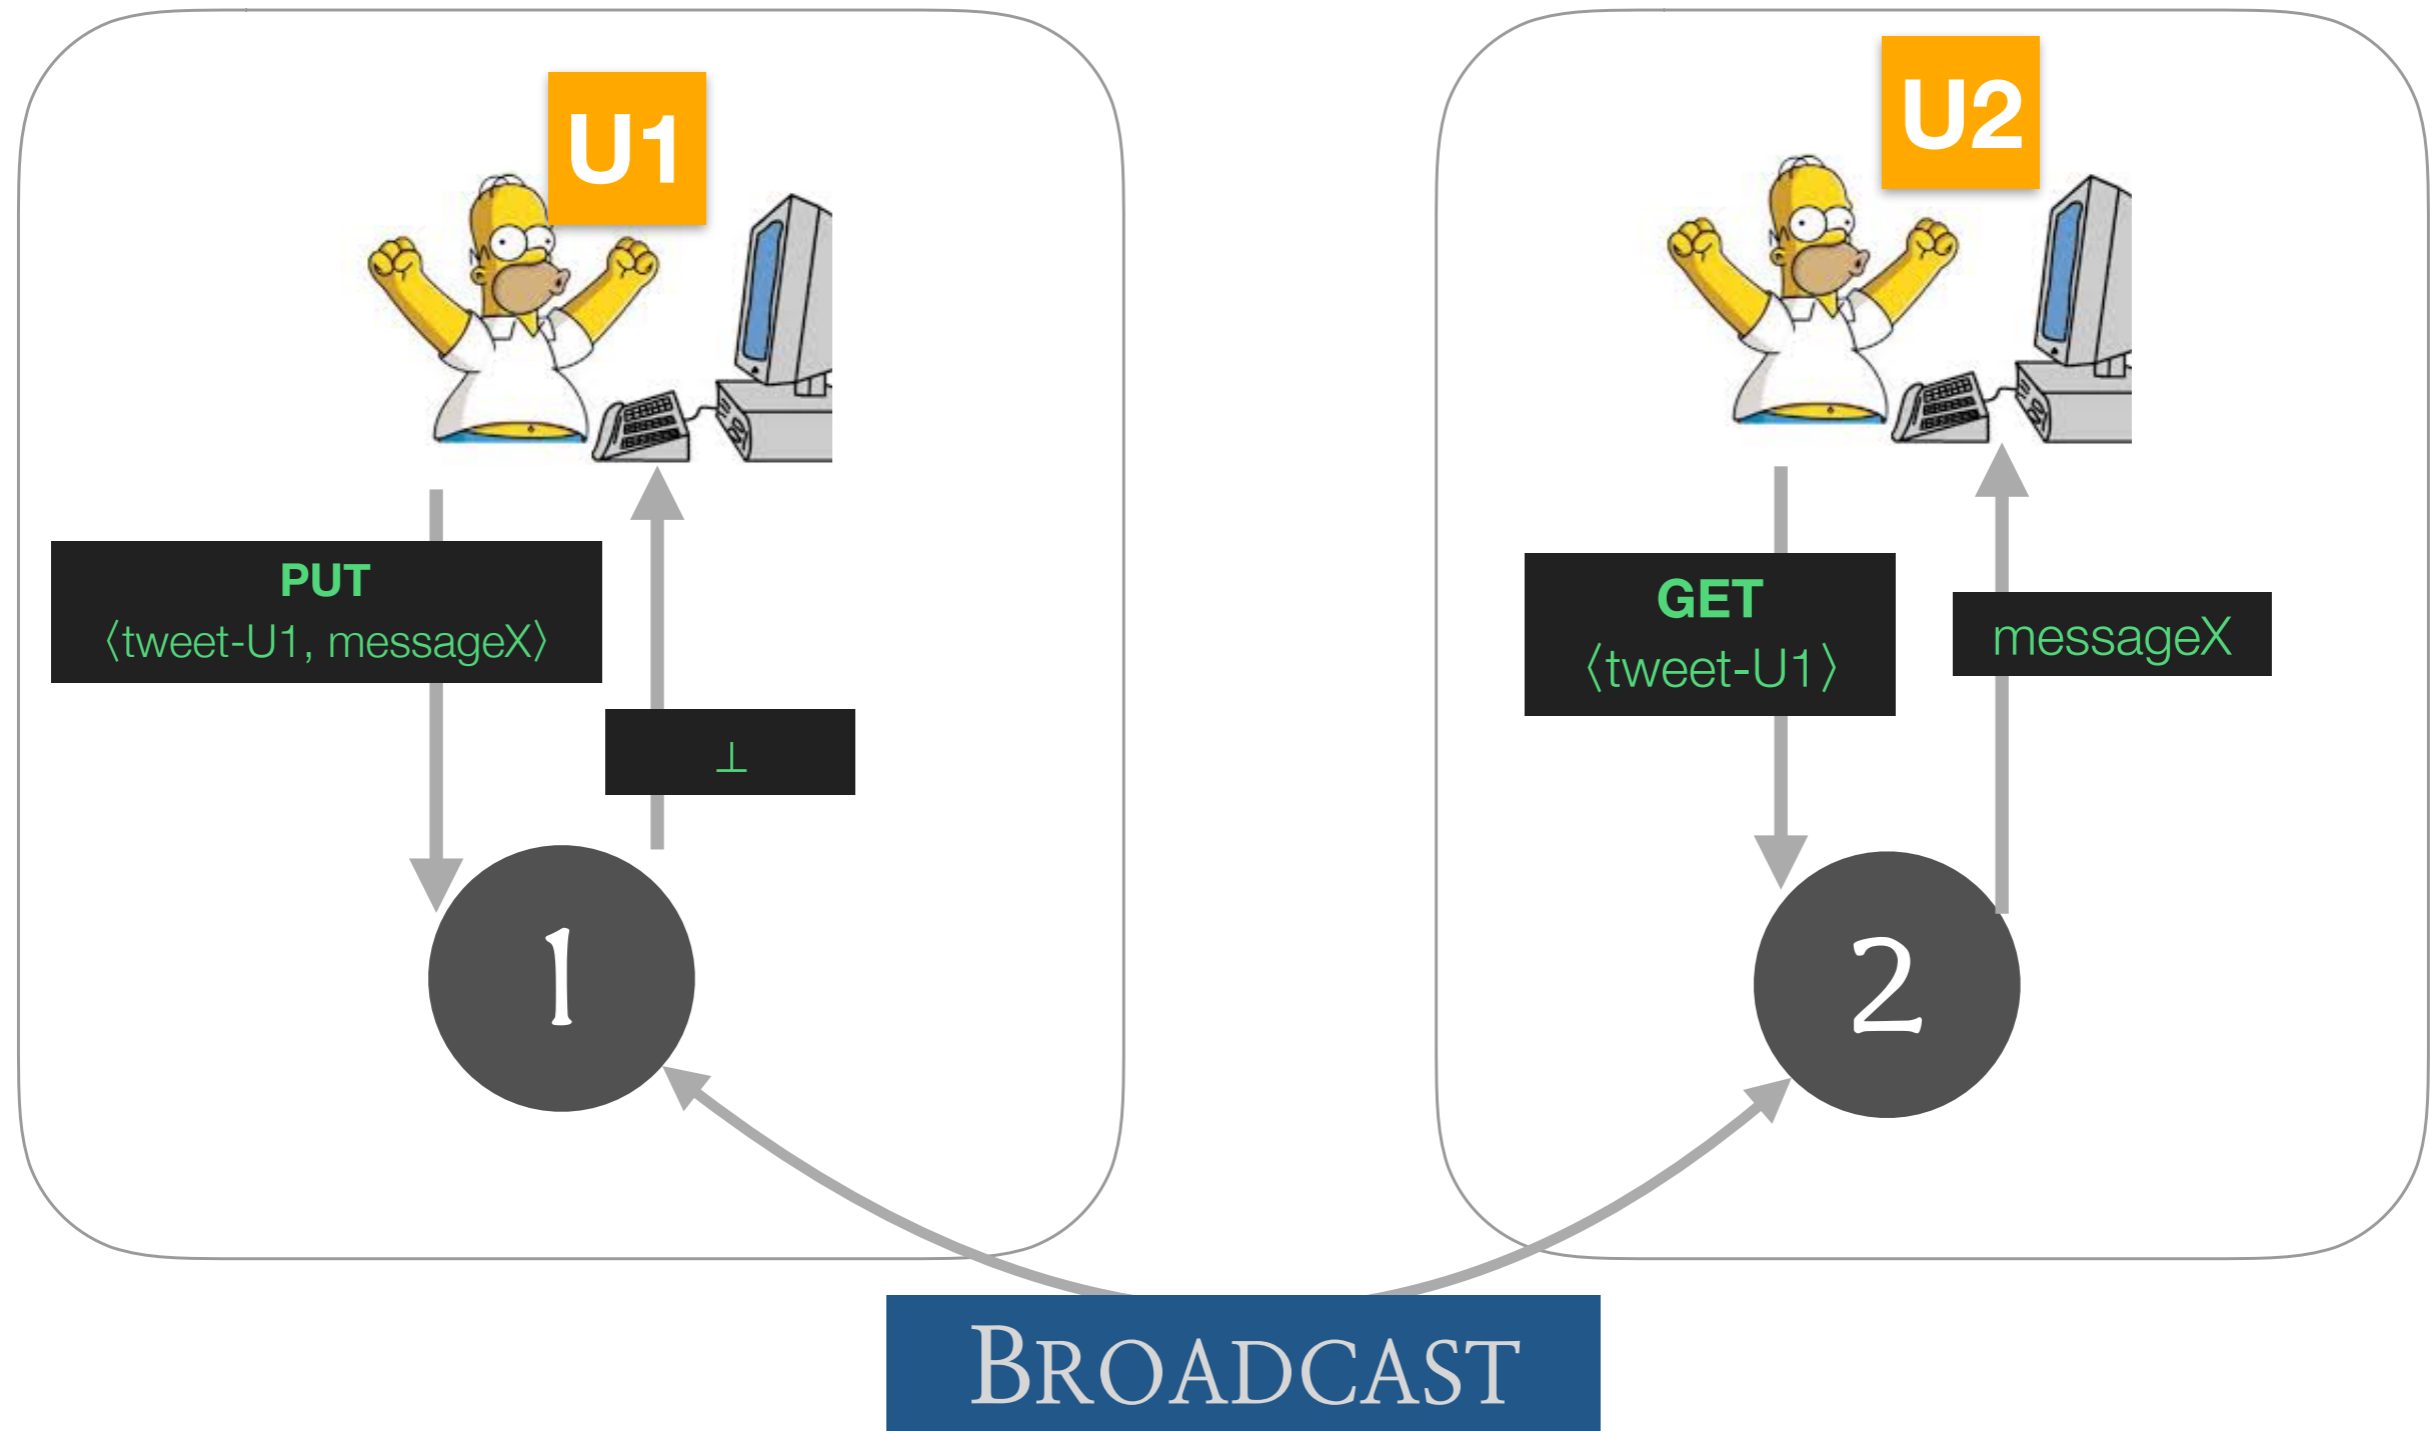 U1
PUT
⟨tweet-U1, messageX⟩
⊥
1
U2
GET
⟨tweet-U1⟩
messageX
2
BROADCAST